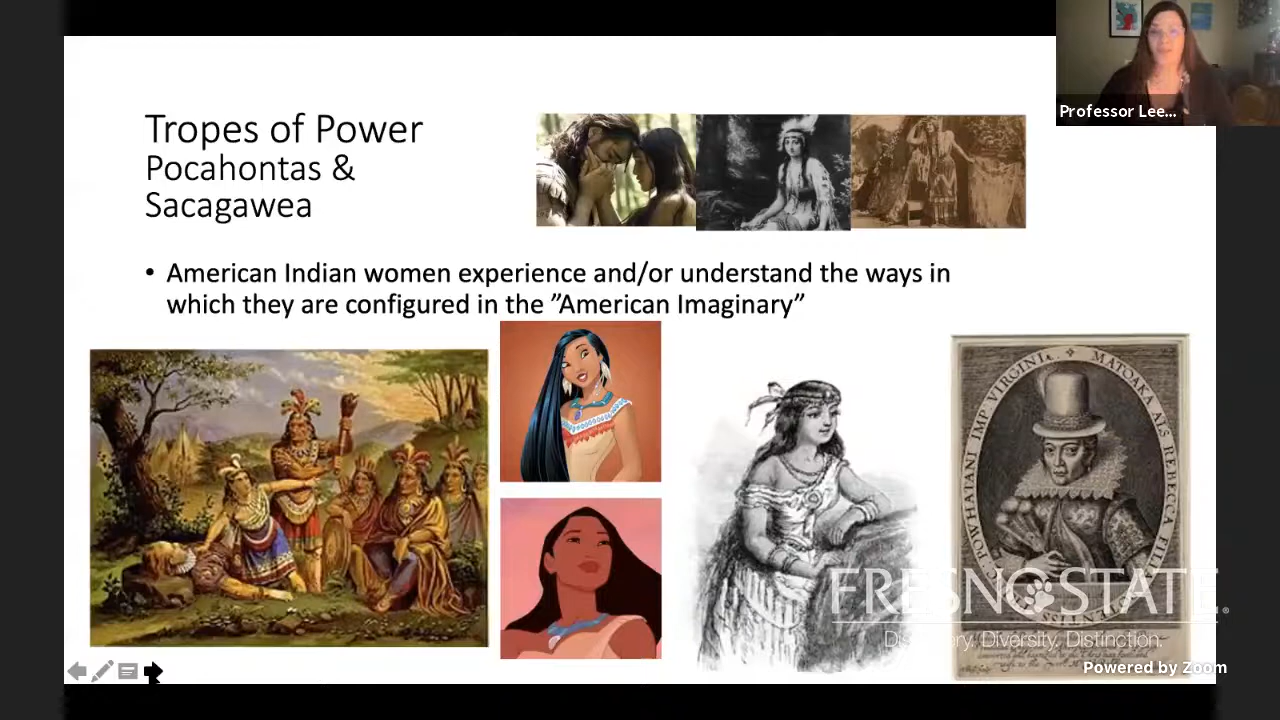 Professor Lee...
Tropes of Power
Pocahontas &
Sacagawea
• American Indian women experience and/or understand the ways in
which they are configured in the ”American Imaginary”
MATOAKA ALS REBECCA FILIA
POWHATANI IMP: VIRGINIÆ
FRESNO STATE
Discovery. Diversity. Distinction.
Powered by Zoom